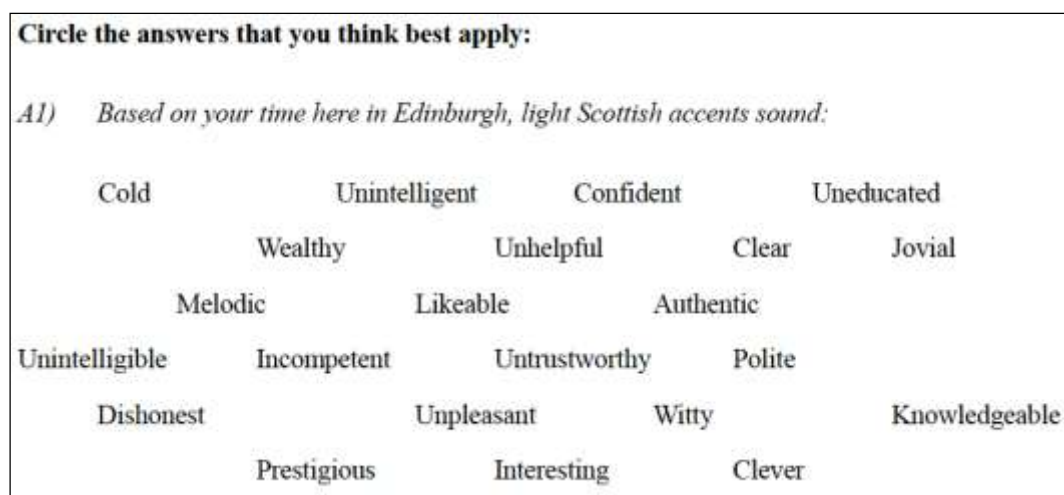 Circle the answers that you think best apply:
A1) Based on your time here in Edinburgh, light Scottish accents sound:
Cold Unintelligent Confident Uneducated
Wealthy Unhelpful Clear Jovial
Melodic Likeable Authentic
Unintelligible Incompetent Untrustworthy Polite
Dishonest Unpleasant Witty Knowledgeable
Prestigious Interesting Clever